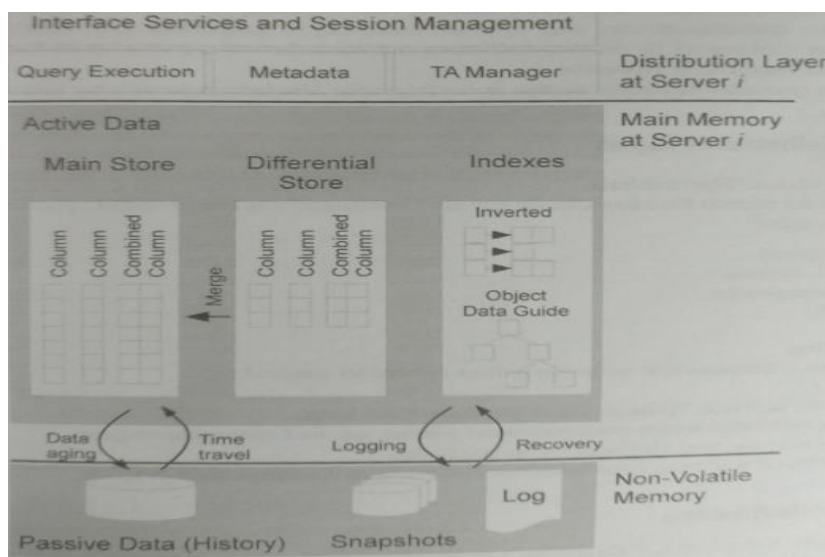 Interface Services and Session Management
Query Execution
Metadata
TA Manager
Distribution Layer
at Server i
Active Data
Main Memory
at Server i
Main Store
Differential
Store
Indexes
Column
Column
Combined
Column
Merge
Column
Column
Combined
Column
Inverted
Object
Data Guide
Data
aging
Time
travel
Logging
Recovery
Non-Volatile
Memory
Log
Passive Data (History)
Snapshots